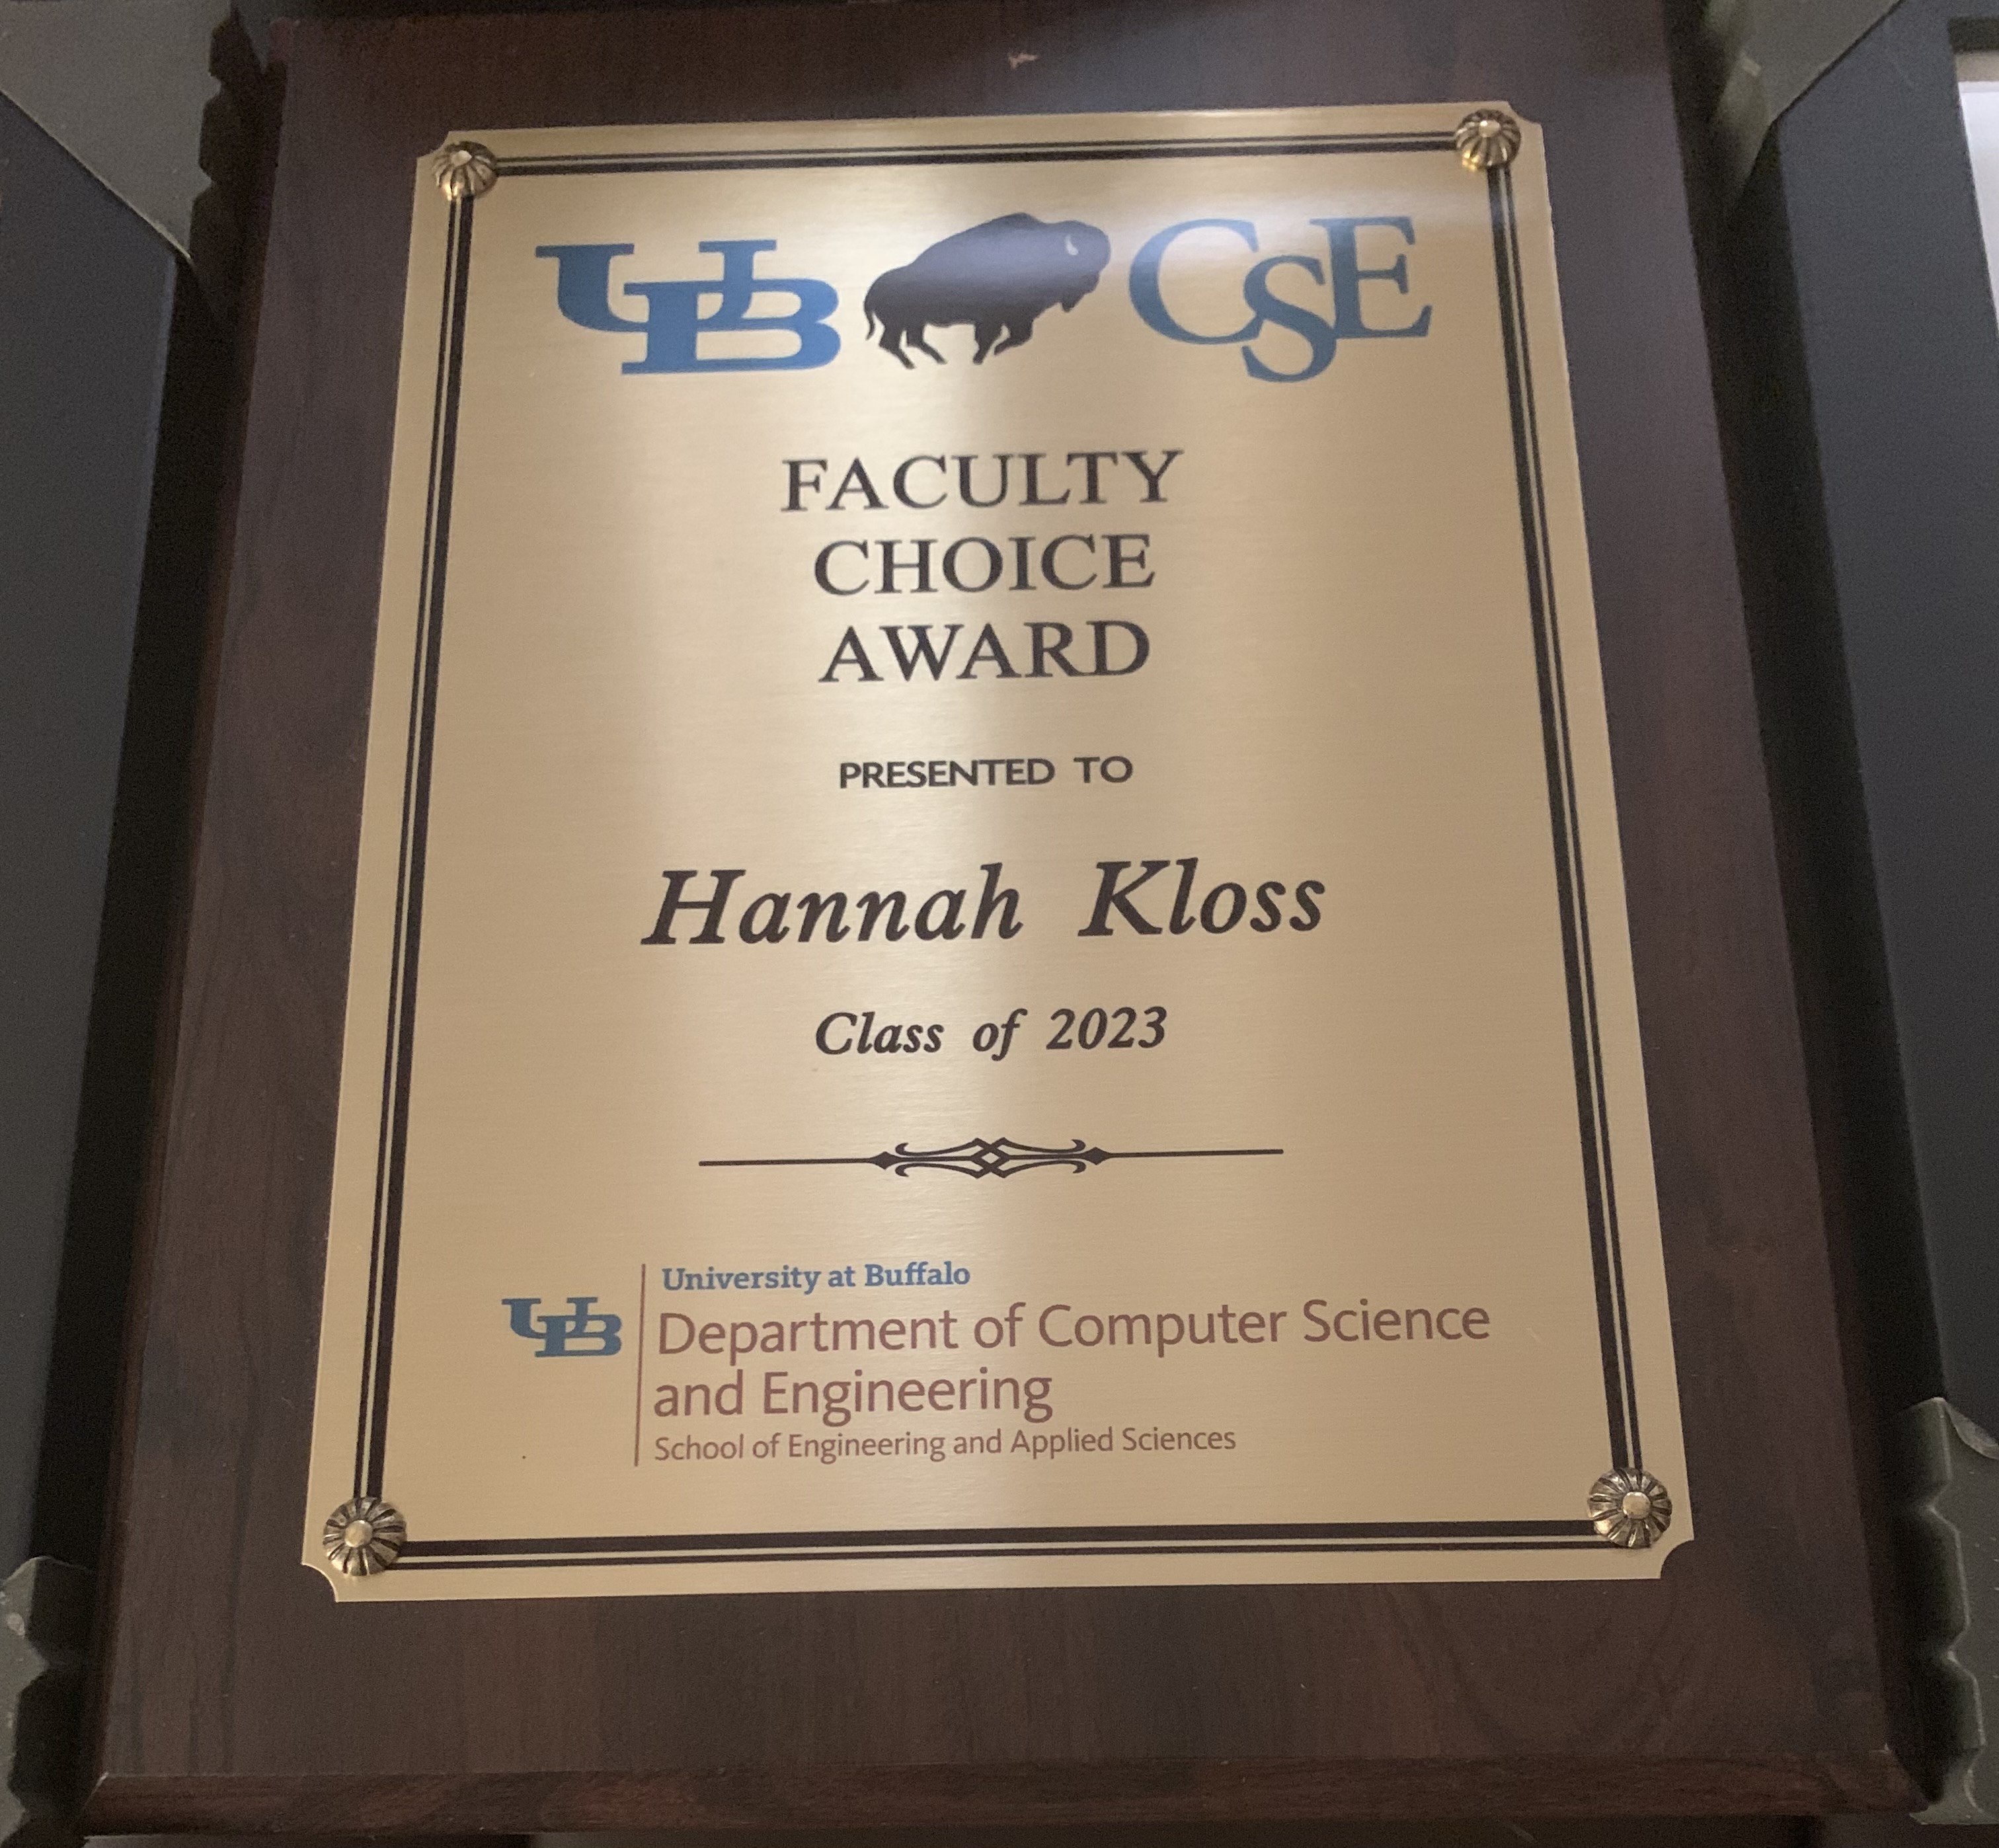 UB CSE
FACULTY
CHOICE
AWARD
PRESENTED TO
Hannah Kloss
Class of 2023
UB
University at Buffalo
Department of Computer Science
and Engineering
School of Engineering and Applied Sciences